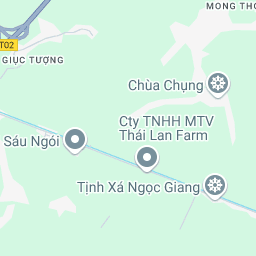 MONG THO
T02
GIỤC TƯỢNG
Chùa Chụng
Cty TNHH MTV
Thái Lan Farm
Sáu Ngói
Tịnh Xá Ngọc Giang